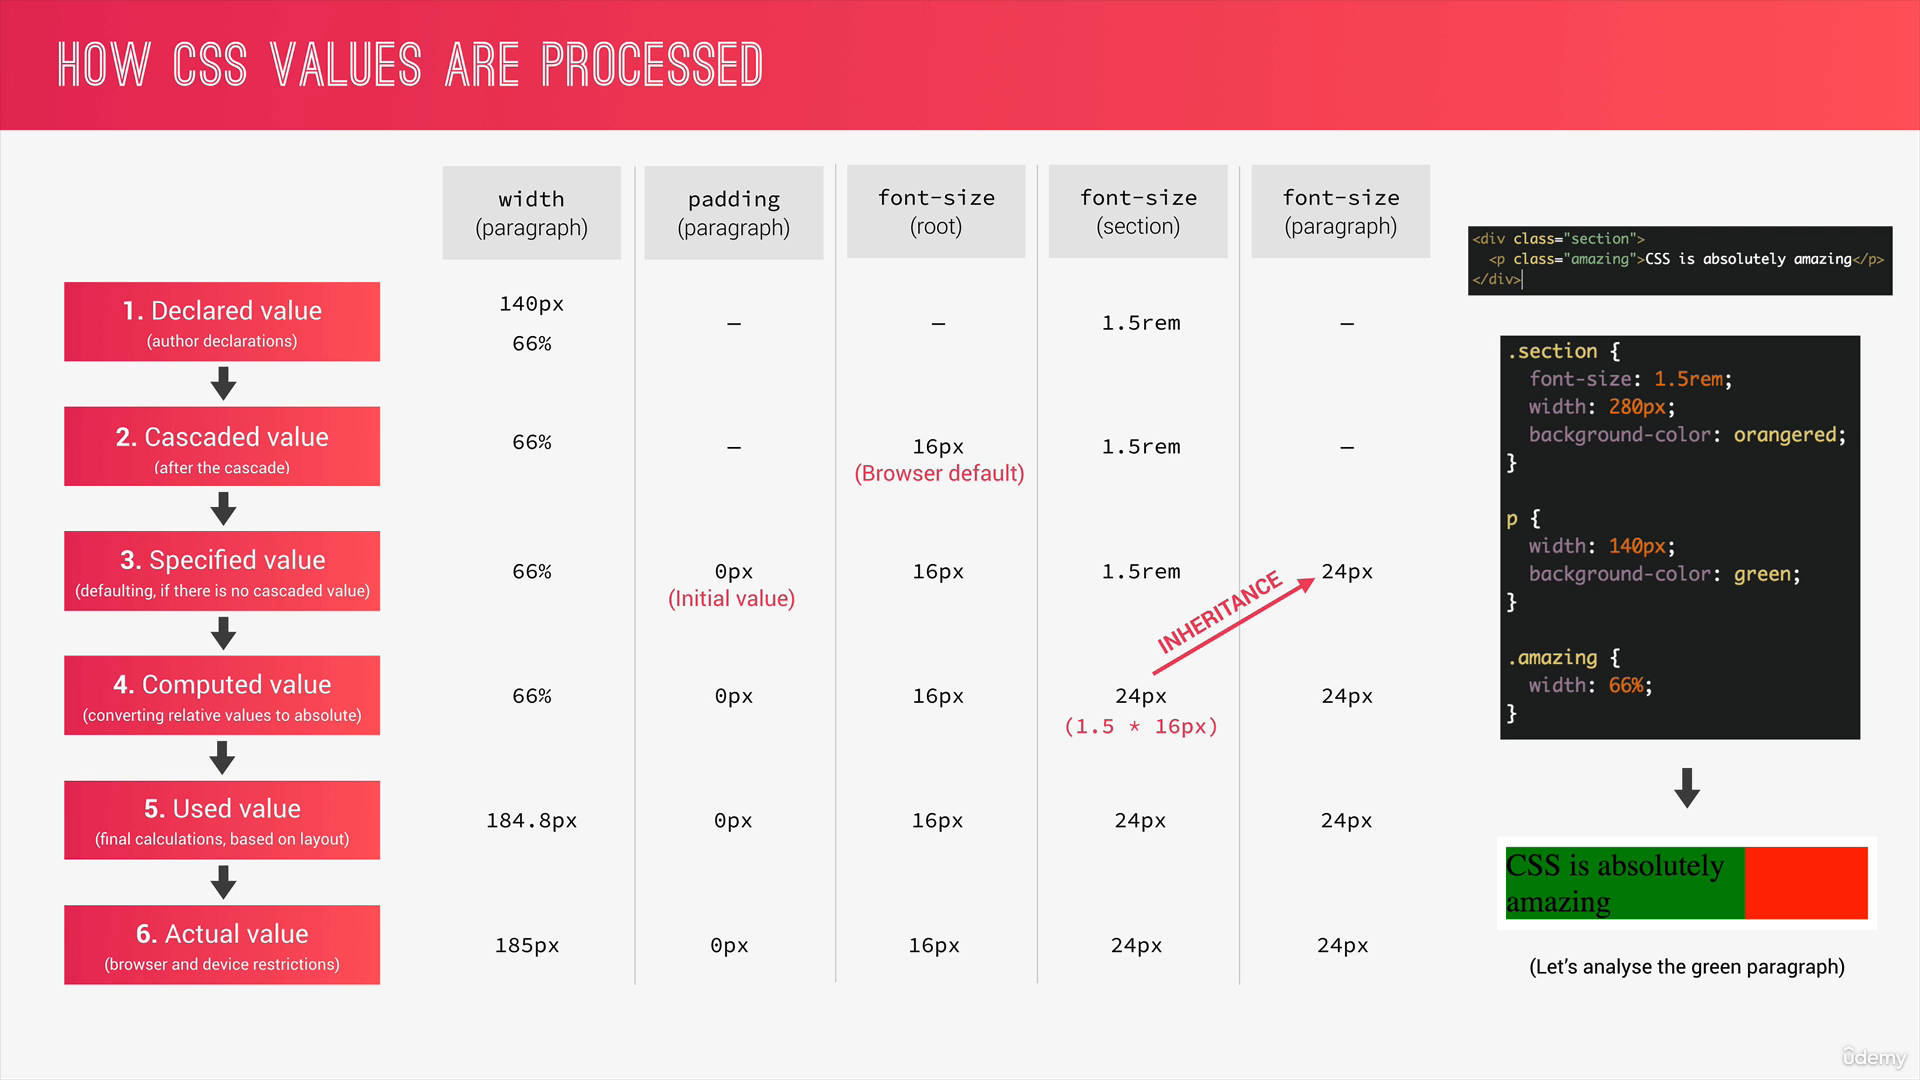 HOW CSS VALUES ARE PROCESSED
width
(paragraph)
padding
(paragraph)
font-size
(root)
font-size
(section)
font-size
(paragraph)
1. Declared value
(author declarations)
140px
66%
–
–
1.5rem
–
2. Cascaded value
(after the cascade)
66%
–
16px
(Browser default)
1.5rem
–
3. Specified value
(defaulting, if there is no cascaded value)
66%
0px
(Initial value)
16px
1.5rem
INHERITANCE
24px
4. Computed value
(converting relative values to absolute)
66%
0px
16px
24px
(1.5 * 16px)
24px
5. Used value
(final calculations, based on layout)
184.8px
0px
16px
24px
24px
6. Actual value
(browser and device restrictions)
185px
0px
16px
24px
24px
<div class="section">
<p class="amazing">CSS is absolutely amazing</p>
</div>
.section {
font-size: 1.5rem;
width: 280px;
background-color: orangered;
}
p {
width: 140px;
background-color: green;
}
.amazing {
width: 66%;
}
CSS is absolutely
amazing
(Let's analyse the green paragraph)
ûdemy